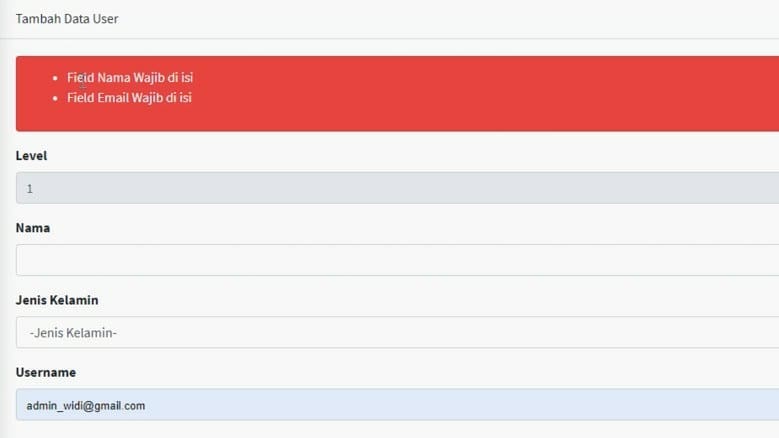 Tambah Data User
Field Nama Wajib di isi
Field Email Wajib di isi
Level
1
Nama
Jenis Kelamin
-Jenis Kelamin-
Username
admin_widi@gmail.com